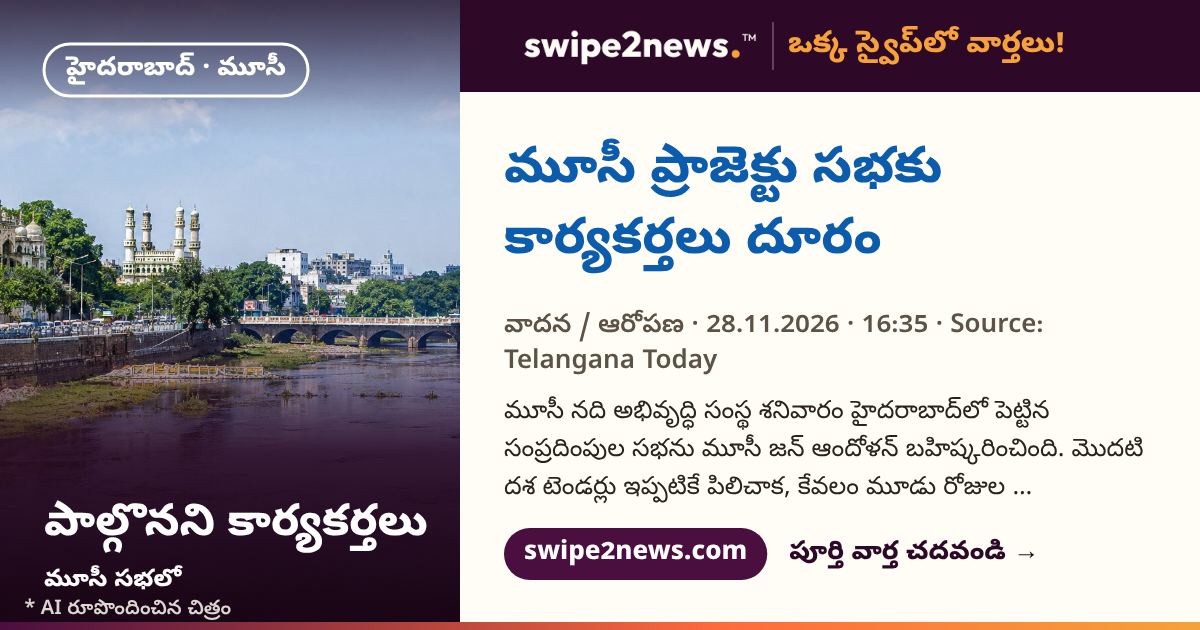 హైదరాబాద్ · మూసీ
swipe2news.™
ఒక్క స్వైప్‌లో వార్తలు!
మూసీ ప్రాజెక్టు సభకు
కార్యకర్తలు దూరం
వాదన / ఆరోపణ · 28.11.2026 · 16:35 · Source:
Telangana Today
మూసీ నది అభివృద్ధి సంస్థ శనివారం హైదరాబాద్‌లో పెట్టిన
సంప్రదింపుల సభను మూసీ జన్ ఆందోళన్ బహిష్కరించింది. మొదటి
దశ టెండర్లు ఇప్పటికే పిలిచాక, కేవలం మూడు రోజుల ...
swipe2news.com
పూర్తి వార్త చదవండి →
పాల్గొనని కార్యకర్తలు
మూసీ సభలో
* AI రూపొందించిన చిత్రం